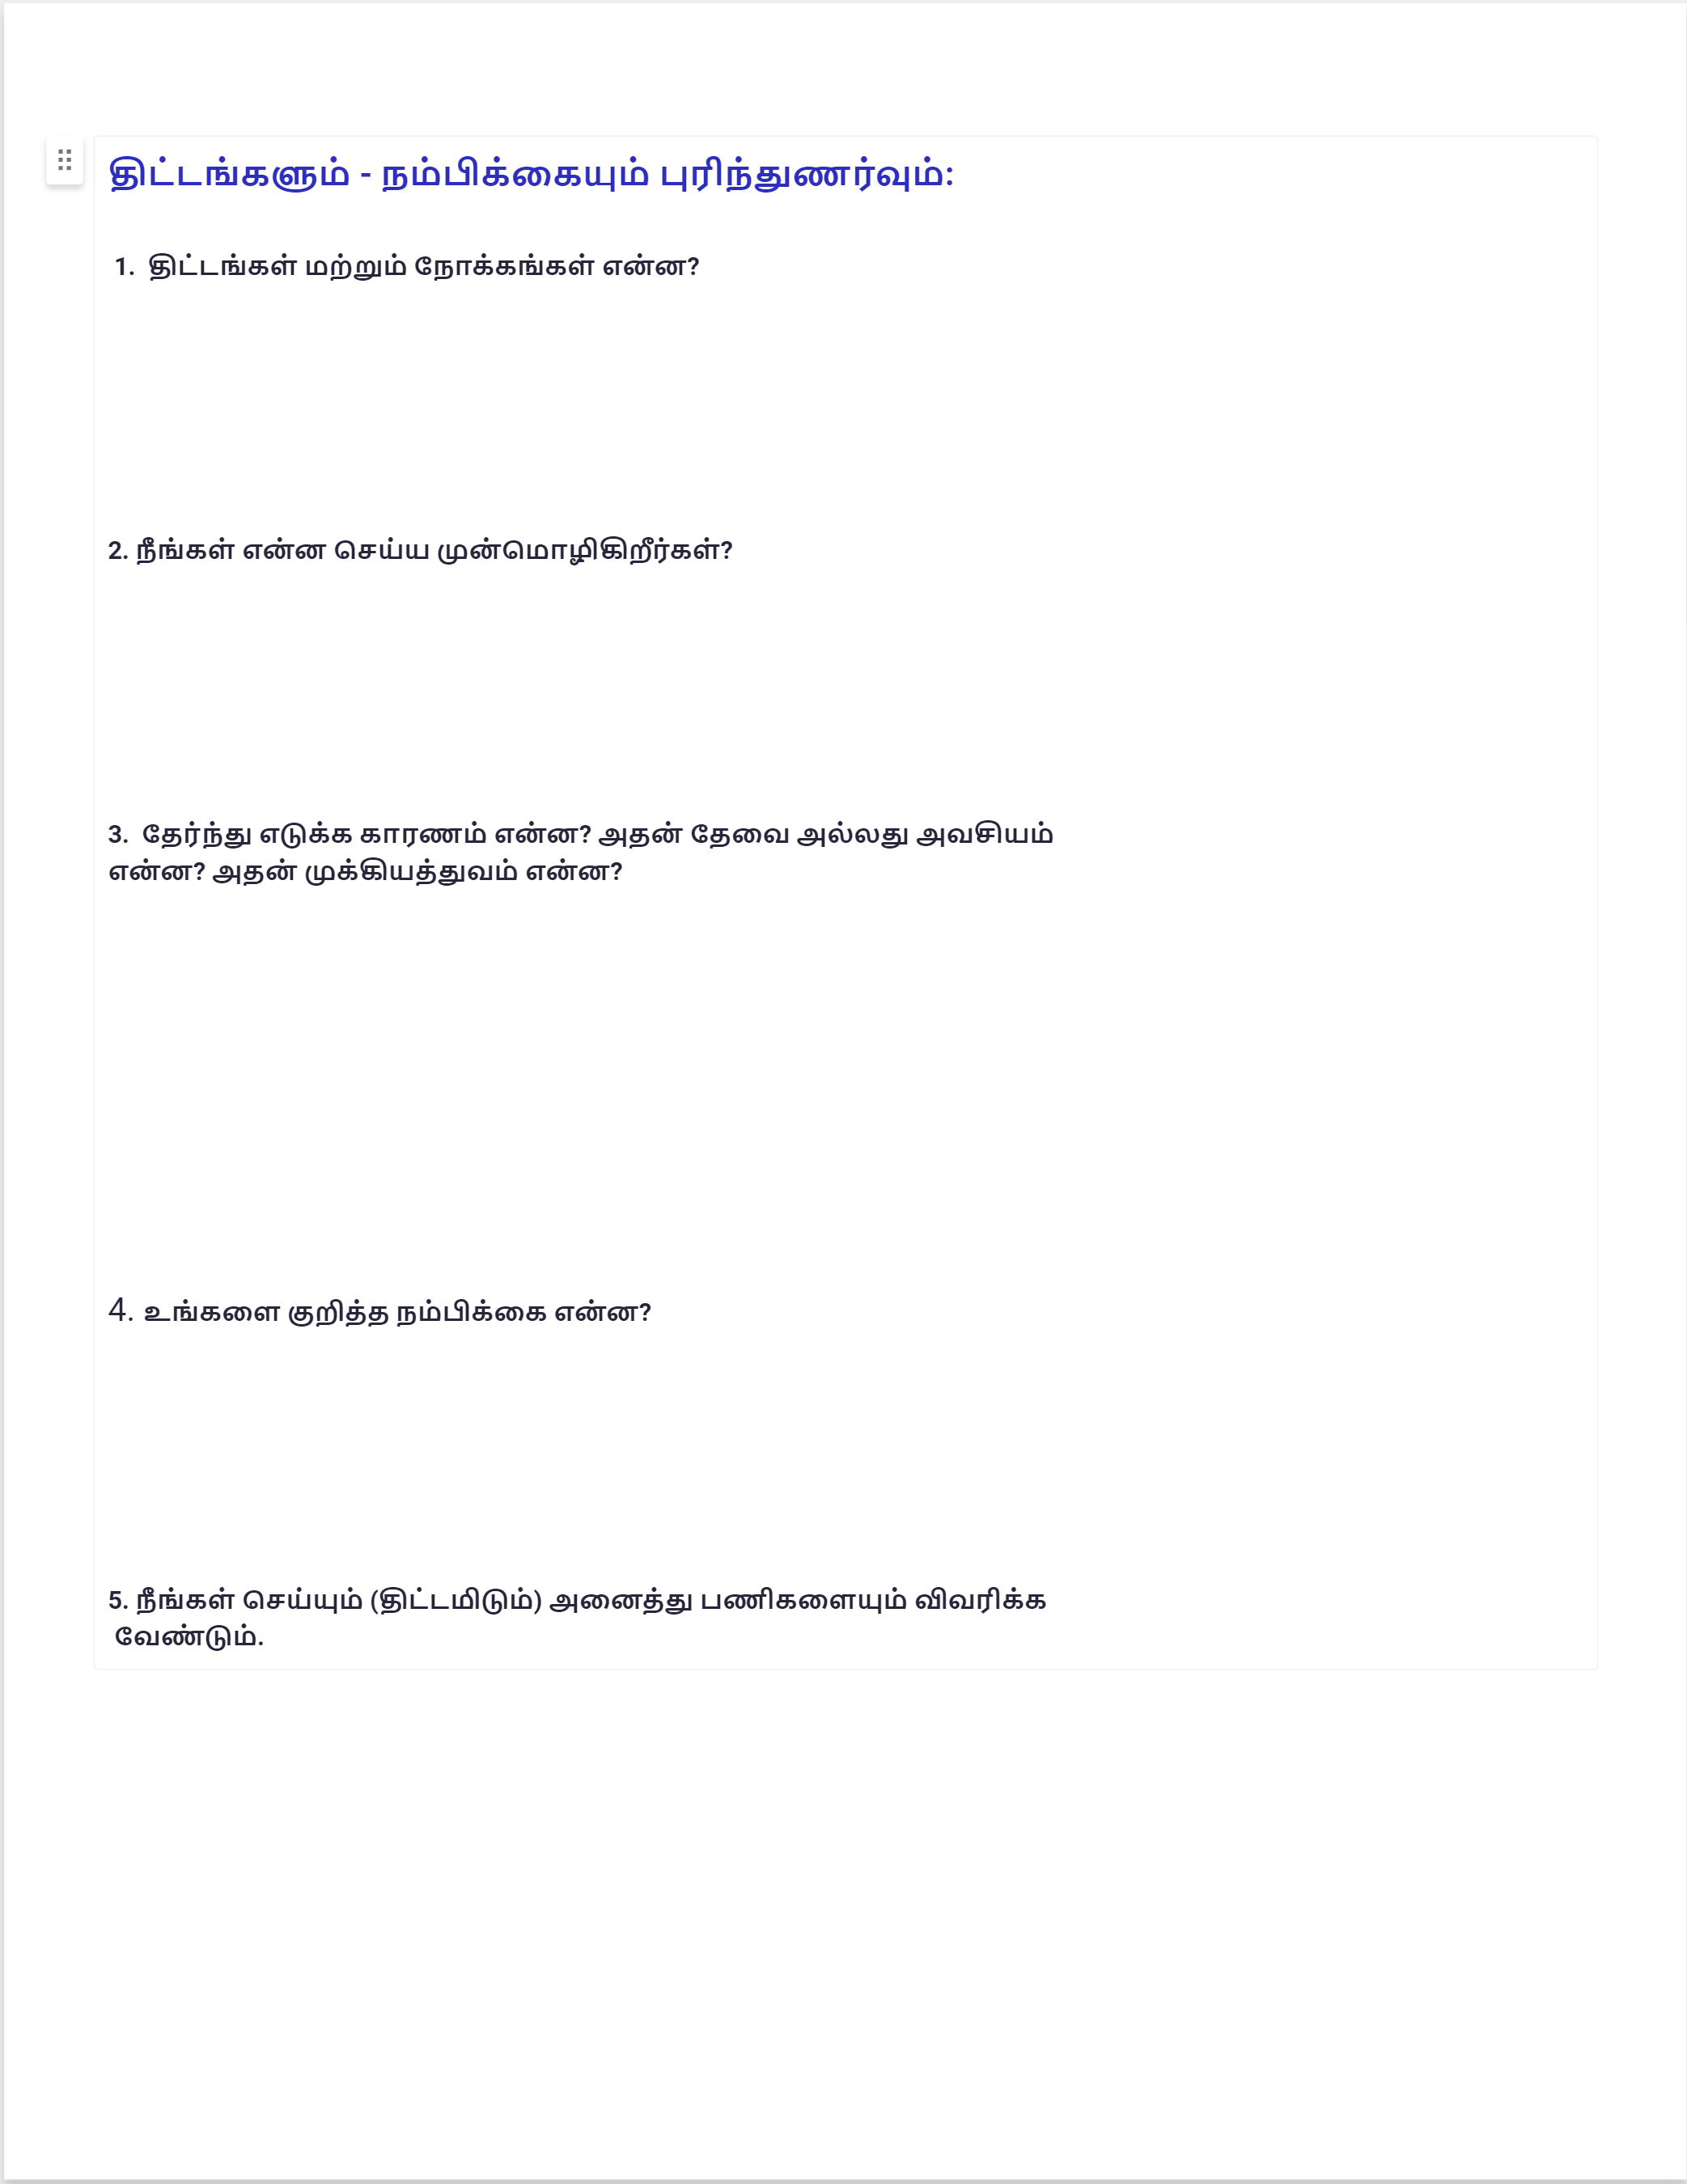 திட்டங்களும் - நம்பிக்கையும் புரிந்துணர்வும்:
1. திட்டங்கள் மற்றும் நோக்கங்கள் என்ன?
2. நீங்கள் என்ன செய்ய முன்மொழிகிறீர்கள்?
3. தேர்ந்து எடுக்க காரணம் என்ன? அதன் தேவை அல்லது அவசியம்
என்ன? அதன் முக்கியத்துவம் என்ன?
4. உங்களை குறித்த நம்பிக்கை என்ன?
5. நீங்கள் செய்யும் (திட்டமிடும்) அனைத்து பணிகளையும் விவரிக்க
வேண்டும்.